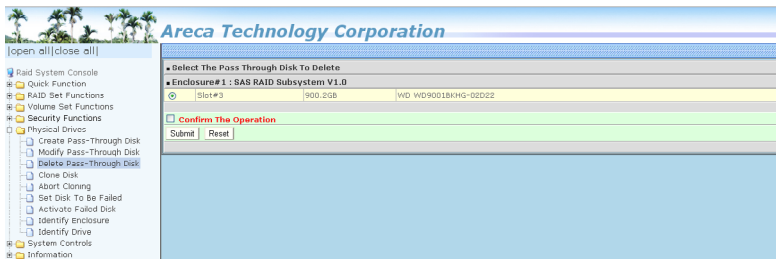 Areca Technology Corporation
|open all|close all|
Raid System Console
Quick Function
RAID Set Functions
Volume Set Functions
Security Functions
Physical Drives
Create Pass-Through Disk
Modify Pass-Through Disk
Delete Pass-Through Disk
Clone Disk
Abort Cloning
Set Disk To Be Failed
Activate Failed Disk
Identify Enclosure
Identify Drive
System Controls
Information
Select The Pass Through Disk To Delete
Enclosure#1 : SAS RAID Subsystem V1.0
Slot#3 900.2GB WD WD9001BKHG-02D22
Confirm The Operation
Submit Reset